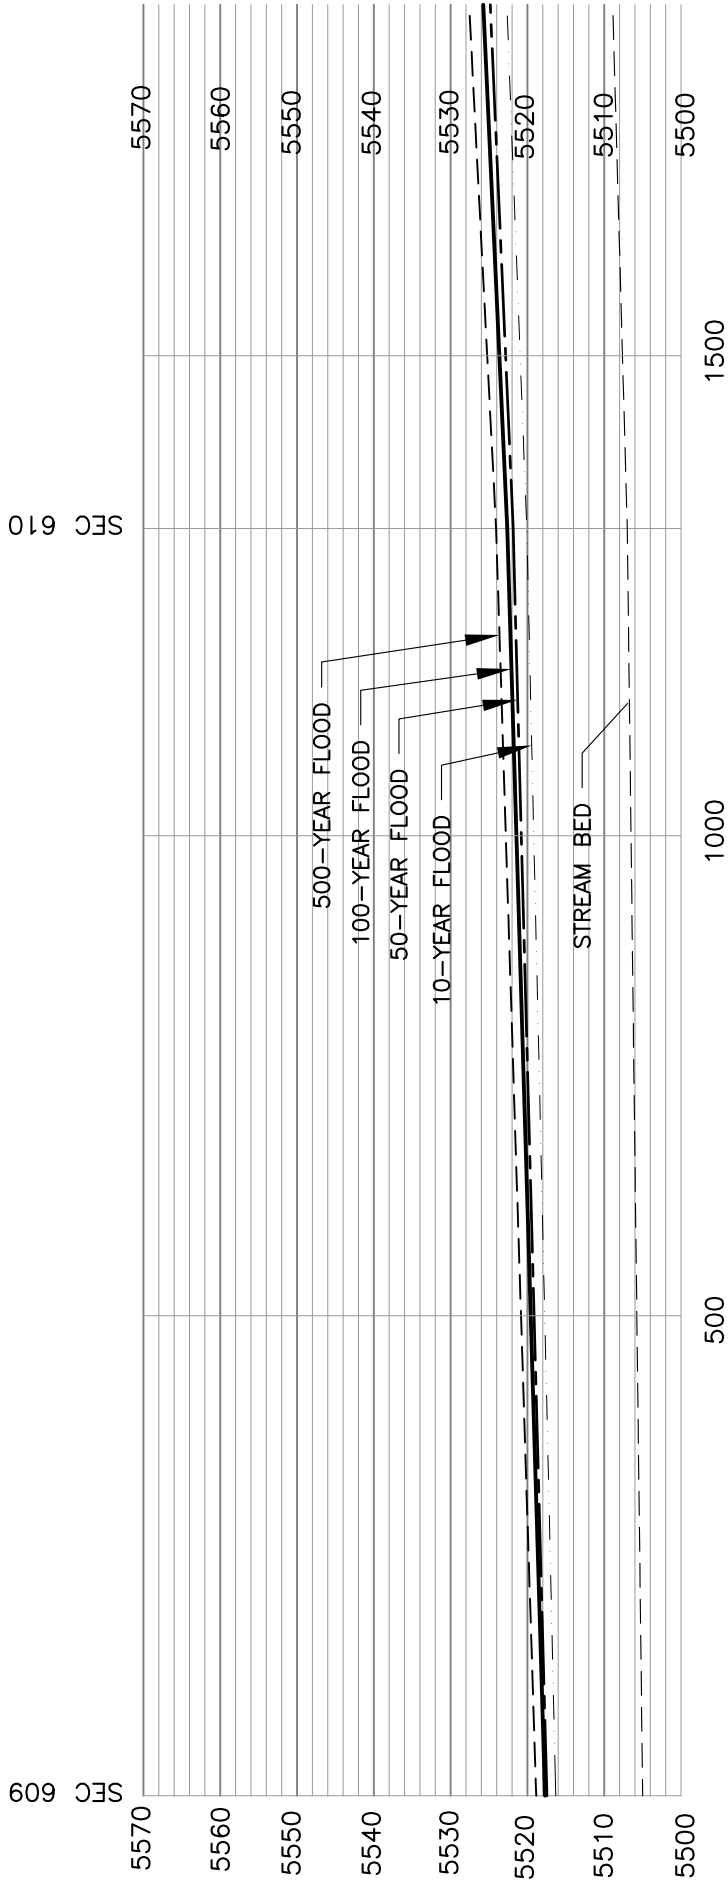 SEC 609
SEC 610
5570
5560
5550
5540
5530
5520
5510
5500
500-YEAR FLOOD
100-YEAR FLOOD
50-YEAR FLOOD
10-YEAR FLOOD
STREAM BED
5570
5560
5550
5540
5530
5520
5510
5500
500
1000
1500